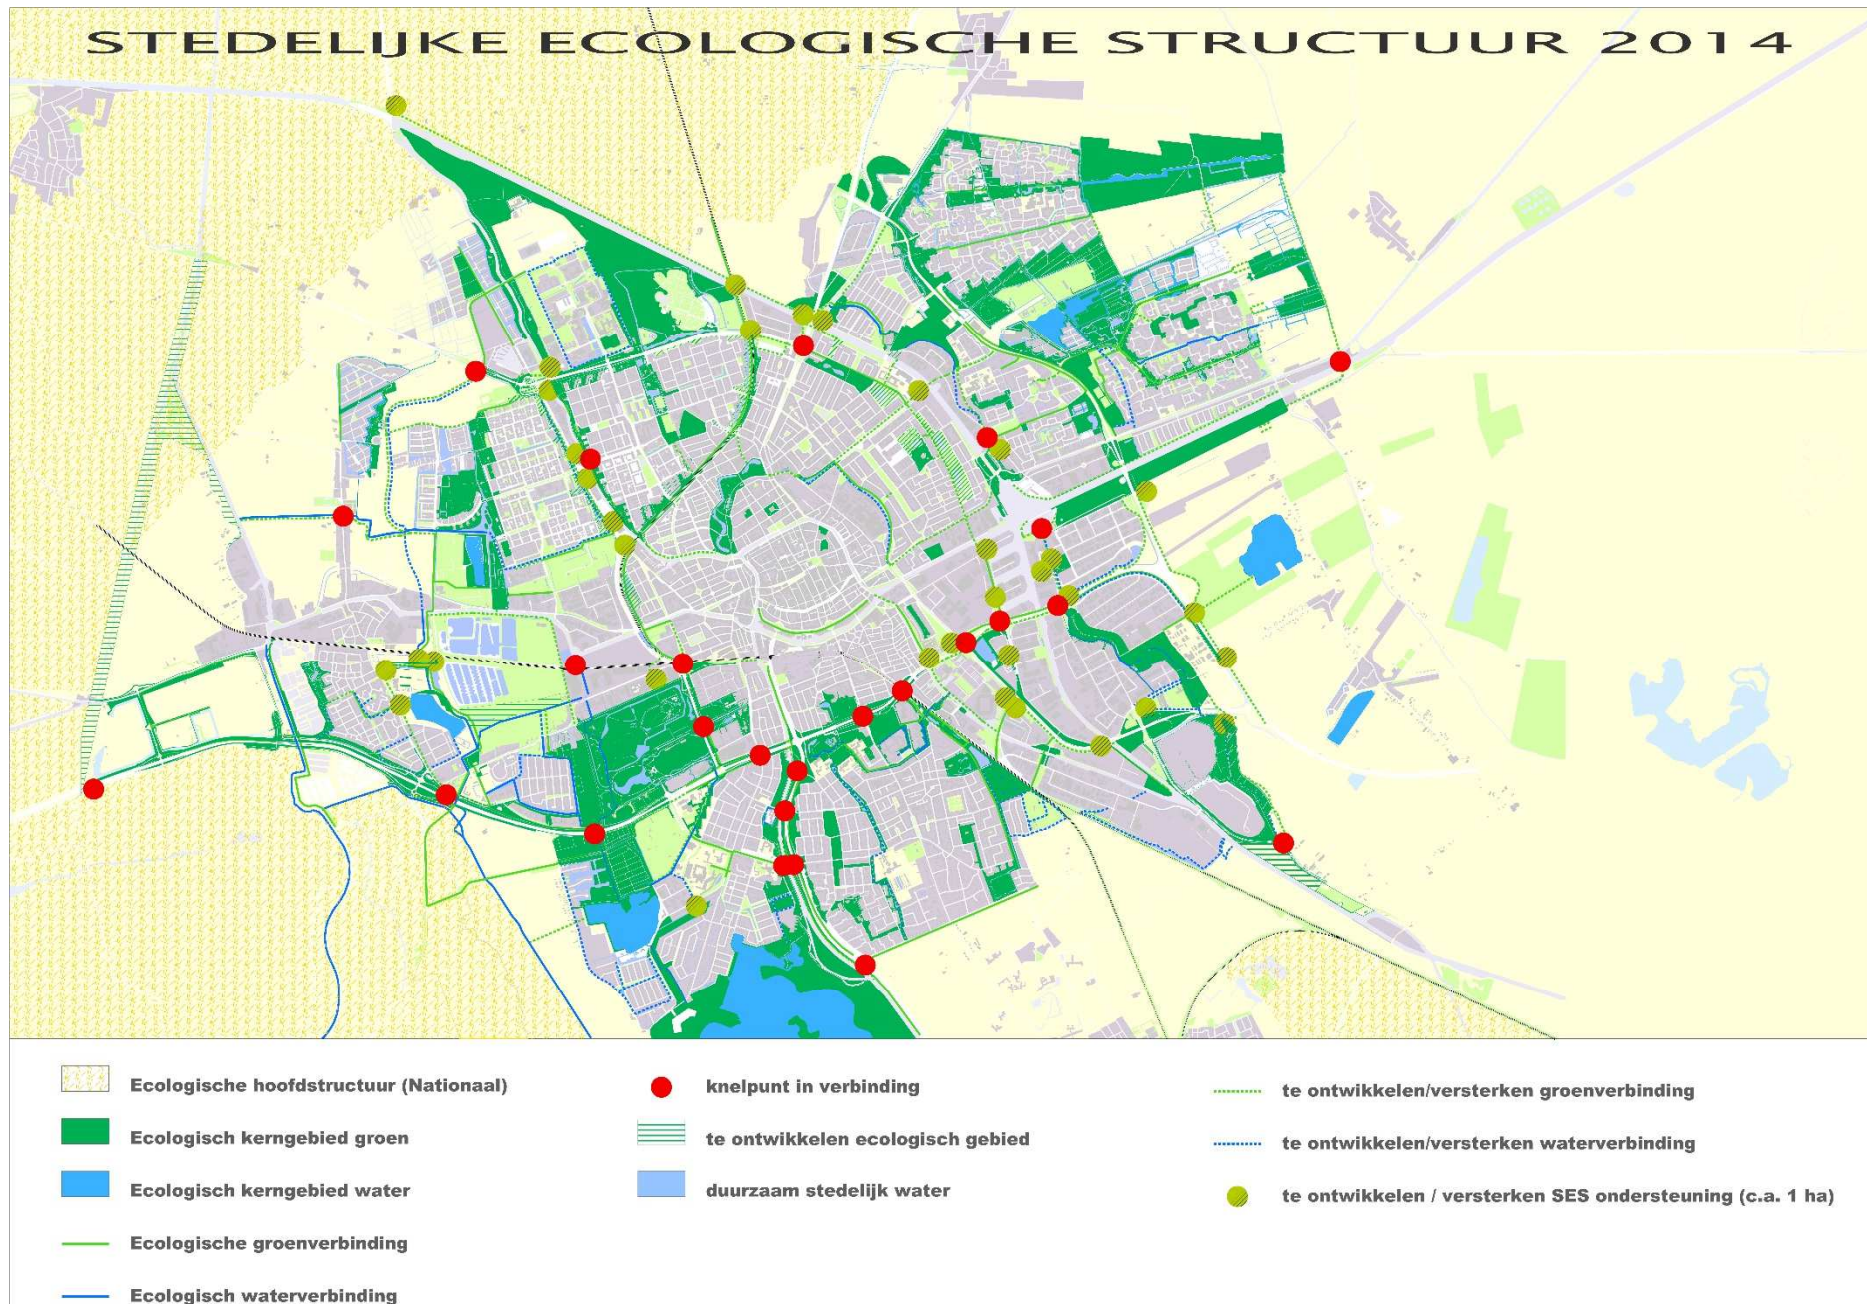 STEDELIJKE ECOLOGISCHE STRUCTUUR 2014
Ecologische hoofdstructuur (Nationaal)
Ecologisch kerngebied groen
Ecologisch kerngebied water
Ecologische groenverbinding
Ecologisch waterverbinding
knelpunt in verbinding
te ontwikkelen ecologisch gebied
duurzaam stedelijk water
te ontwikkelen/versterken groenverbinding
te ontwikkelen/versterken waterverbinding
te ontwikkelen / versterken SES ondersteuning (c.a. 1 ha)